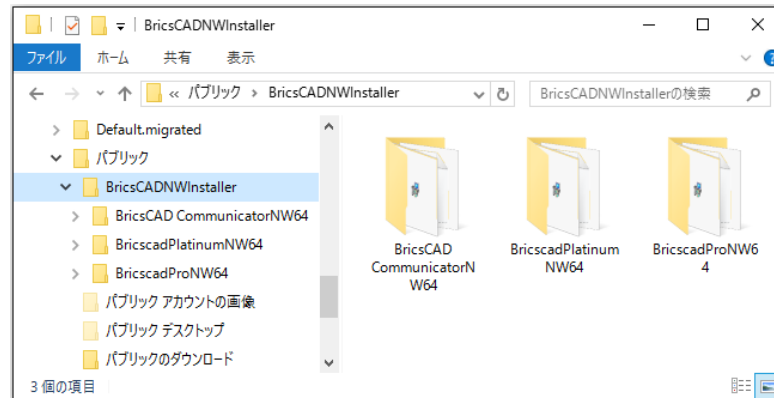 BricsCADNWInstaller
ファイル ホーム 共有 表示
« パブリック > BricsCADNWInstaller BricsCADNWInstallerの検索
Default.migrated
パブリック
BricsCADNWInstaller
BricsCAD CommunicatorNW64
BricscadPlatinumNW64
BricscadProNW64
パブリック アカウントの画像
パブリック デスクトップ
パブリックのダウンロード
BricsCAD
CommunicatorN
W64
BricscadPlatinum
NW64
BricscadProNW6
4
3 個の項目